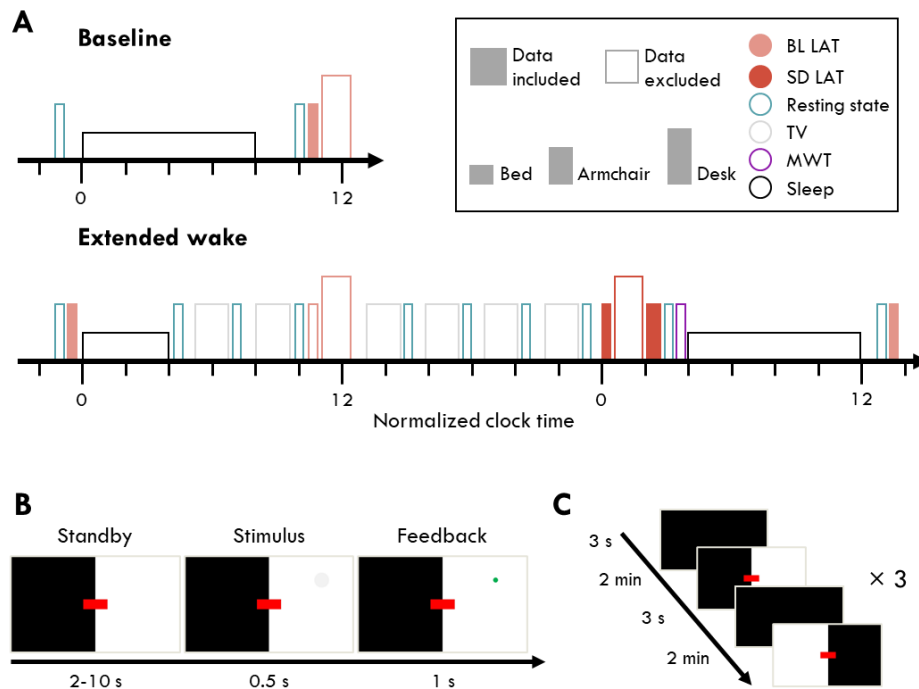 A
Baseline
0
12
Data included
Data excluded
Bed
Armchair
Desk
BL LAT
SD LAT
Resting state
TV
MWT
Sleep
Extended wake
0
12
0
12
Normalized clock time
B
Standby
Stimulus
Feedback
2-10 s
0.5 s
1 s
C
3 s
2 min
3 s
2 min
× 3